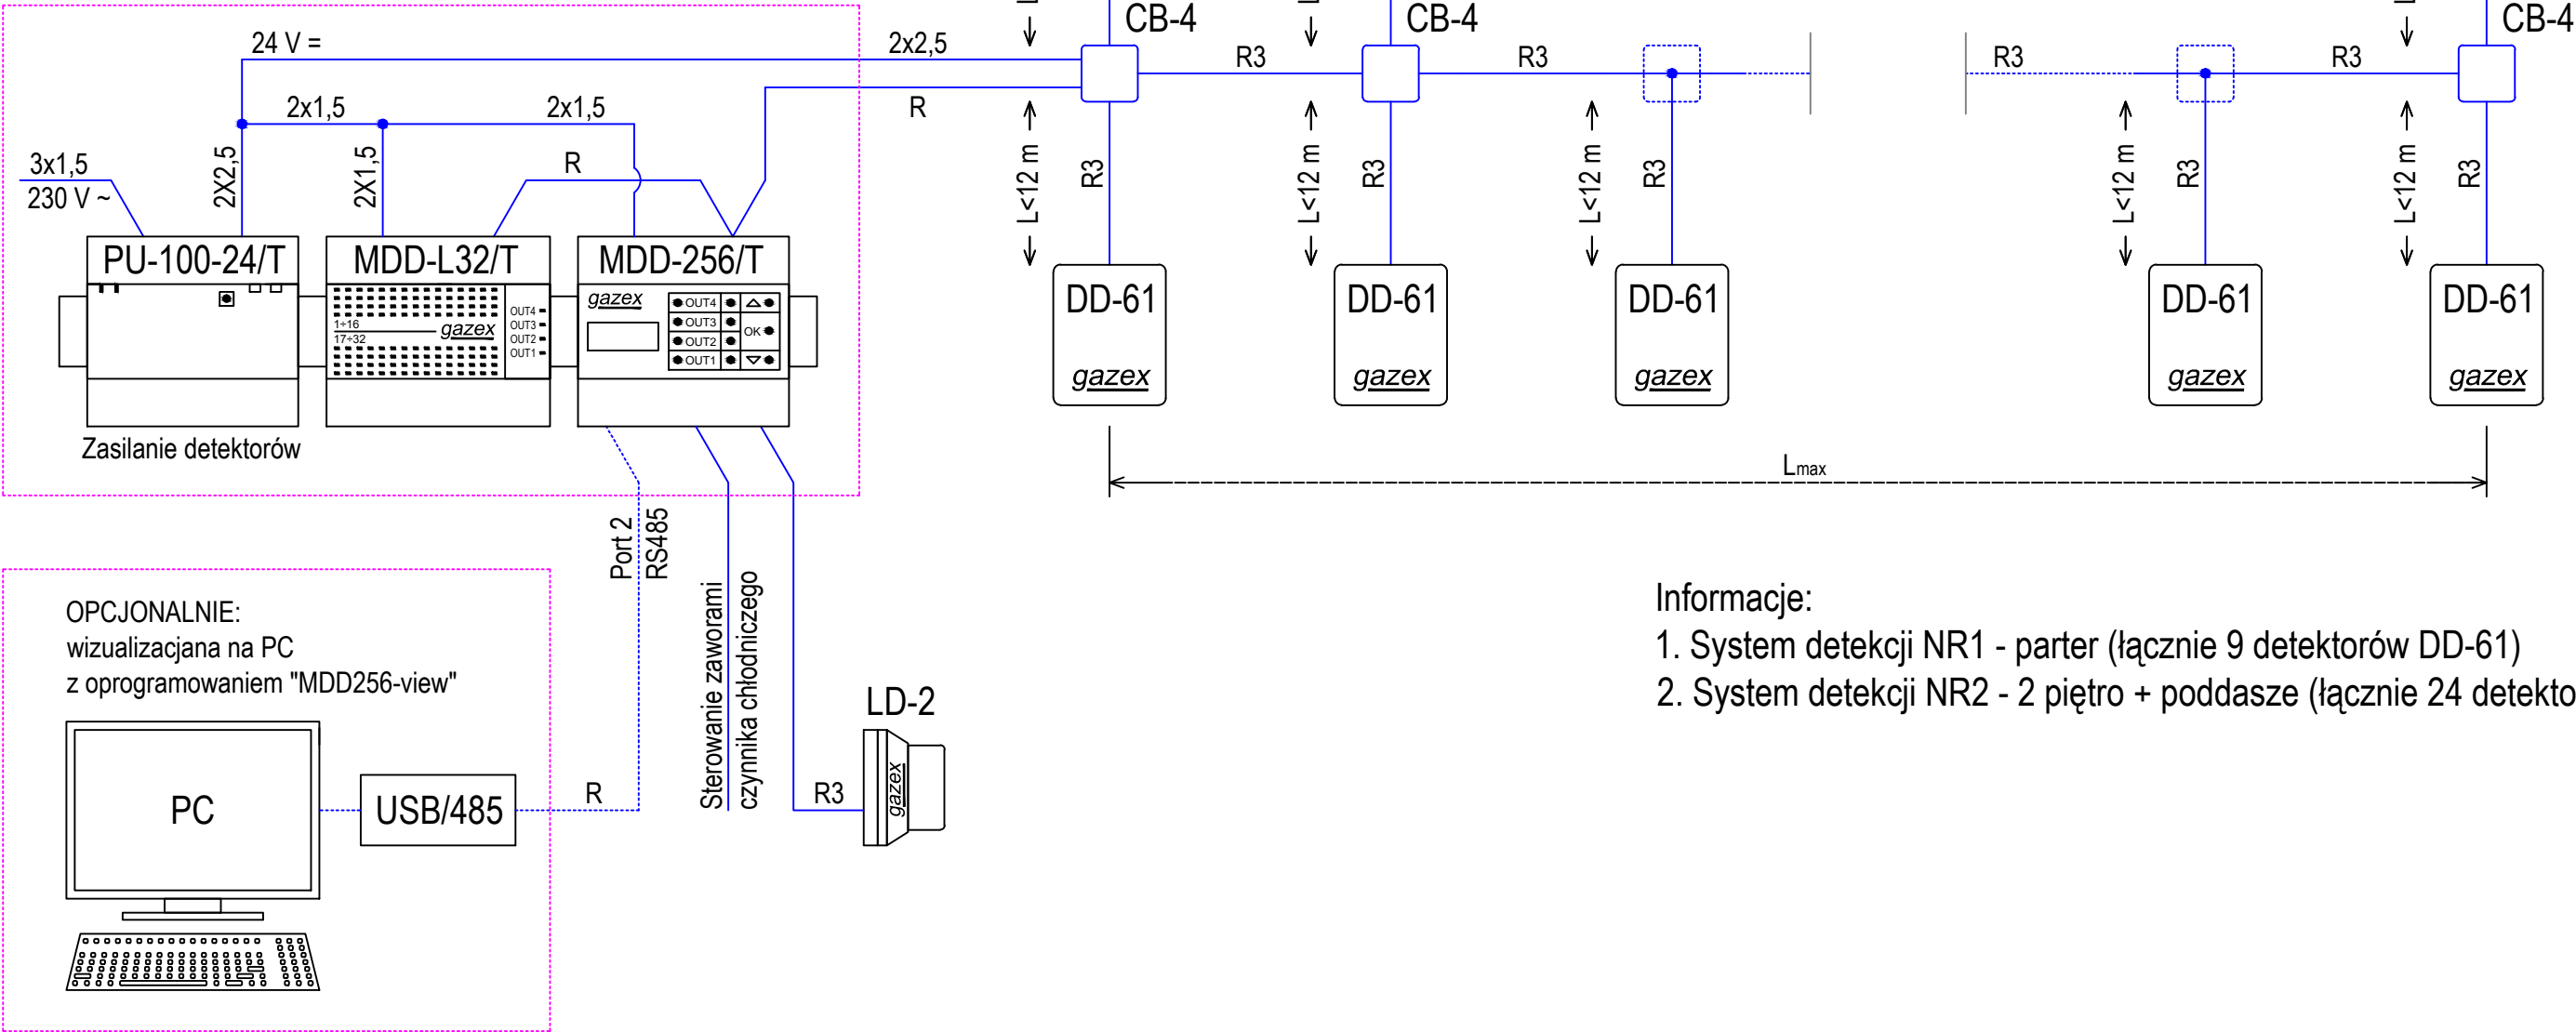 CB-4
CB-4
CB-4
24 V =
2x2,5
R3
R3
R3
R3
2x1,5
2x1,5
R
3x1,5
230 V ~
2X2,5
2X1,5
R
L<12 m
R3
L<12 m
R3
L<12 m
R3
L<12 m
R3
L<12 m
R3
PU-100-24/T
MDD-L32/T
MDD-256/T
1÷16
17÷32
gazex
OUT4
OUT3
OUT2
OUT1
gazex
OUT4
OUT3
OUT2
OUT1
OK
DD-61
gazex
DD-61
gazex
DD-61
gazex
DD-61
gazex
DD-61
gazex
Zasilanie detektorów
Lmax
Port 2
RS485
Sterowanie zaworami
czynnika chłodniczego
OPCJONALNIE:
wizualizacjana na PC
z oprogramowaniem "MDD256-view"
PC
USB/485
R
R3
LD-2
gazex
Informacje:
1. System detekcji NR1 - parter (łącznie 9 detektorów DD-61)
2. System detekcji NR2 - 2 piętro + poddasze (łącznie 24 detekto